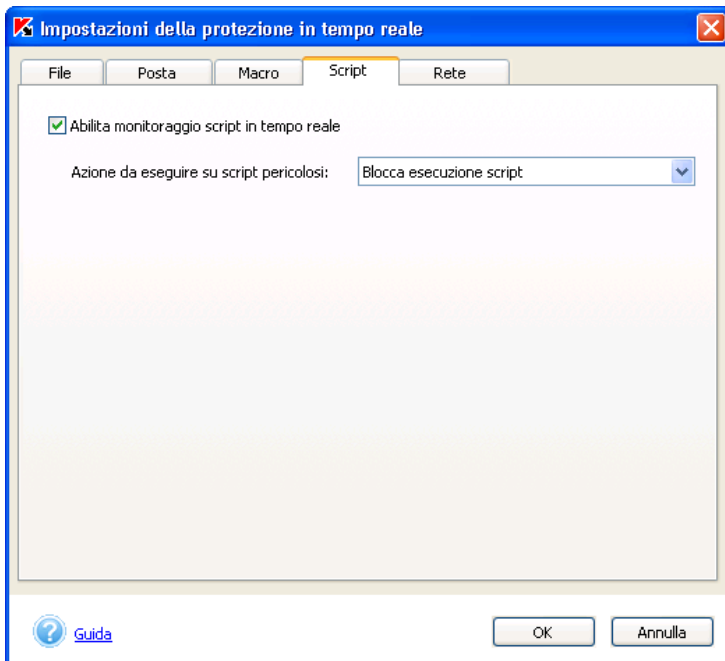 Impostazioni della protezione in tempo reale
File Posta Macro Script Rete
Abilita monitoraggio script in tempo reale
Azione da eseguire su script pericolosi: Blocca esecuzione script
Guida OK Annulla